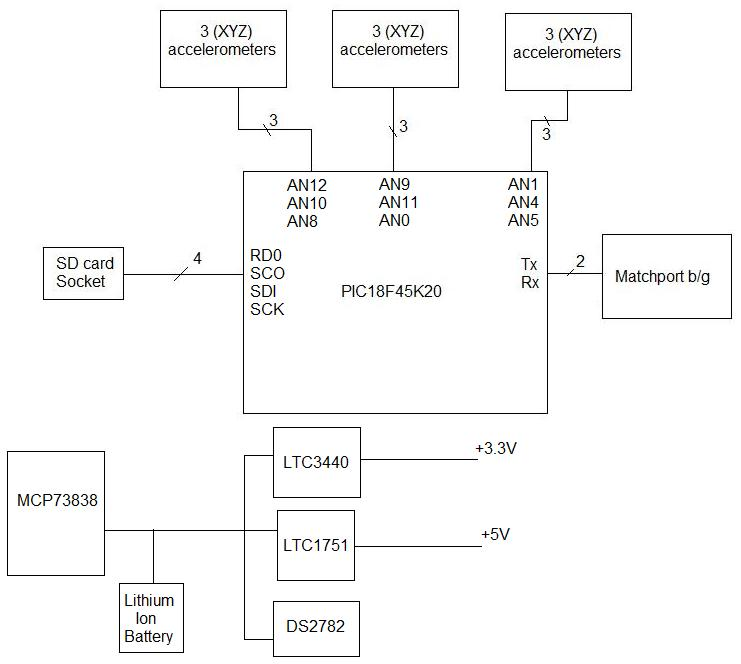 3 (XYZ)
accelerometers
3 (XYZ)
accelerometers
3 (XYZ)
accelerometers
3
3
3
AN12
AN10
AN8
AN9
AN11
AN0
AN1
AN4
AN5
SD card
Socket
4
RD0
SCO
SDI
SCK
PIC18F45K20
Tx
Rx
2
Matchport b/g
MCP73838
LTC3440
+3.3V
LTC1751
+5V
Lithium
Ion
Battery
DS2782